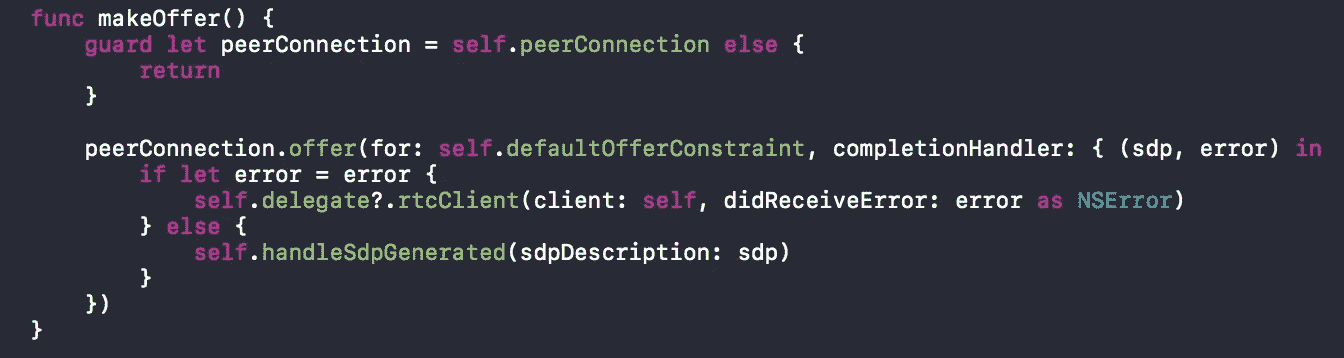 func makeOffer() {
    guard let peerConnection = self.peerConnection else {
        return
    }

    peerConnection.offer(for: self.defaultOfferConstraint, completionHandler: { (sdp, error) in
        if let error = error {
            self.delegate?.rtcClient(client: self, didReceiveError: error as NSError)
        } else {
            self.handleSdpGenerated(sdpDescription: sdp)
        }
    })
}